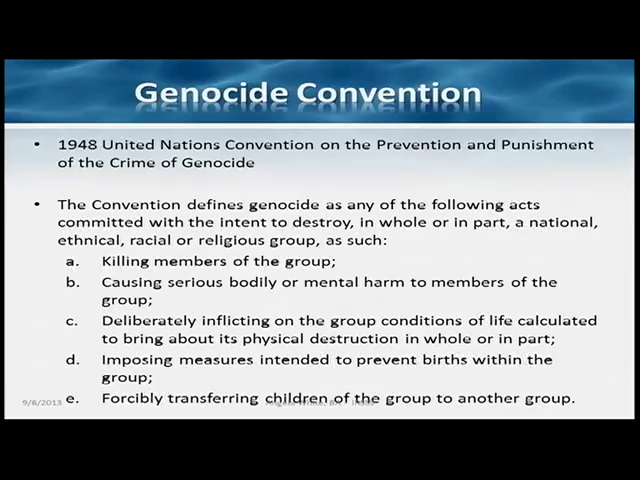 Genocide Convention
• 1948 United Nations Convention on the Prevention and Punishment
of the Crime of Genocide
• The Convention defines genocide as any of the following acts
committed with the intent to destroy, in whole or in part, a national,
ethnical, racial or religious group, as such:
a. Killing members of the group;
b. Causing serious bodily or mental harm to members of the
group;
c. Deliberately inflicting on the group conditions of life calculated
to bring about its physical destruction in whole or in part;
d. Imposing measures intended to prevent births within the
group;
e. Forcibly transferring children of the group to another group.
9/6/2013